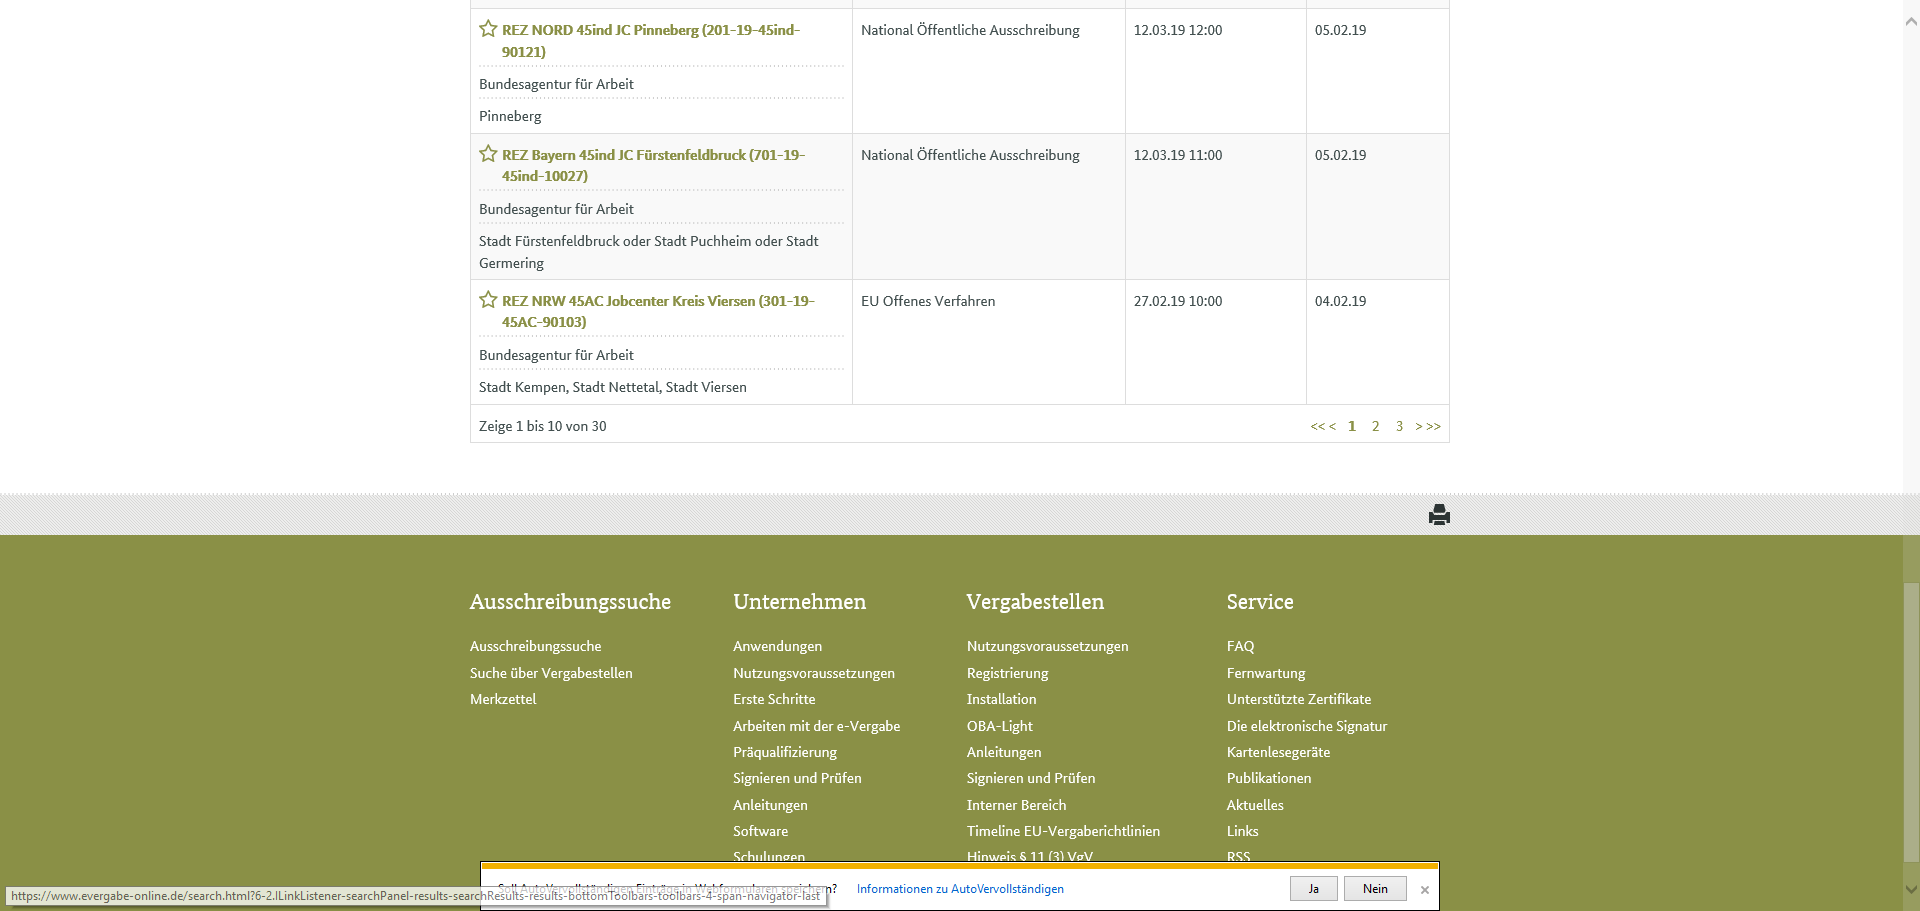 REZ NORD 45ind JC Pinneberg (201-19-45ind-
90121)
National Öffentliche Ausschreibung
12.03.19 12:00
05.02.19
Bundesagentur für Arbeit
Pinneberg
REZ Bayern 45ind JC Fürstenfeldbruck (701-19-
45ind-10027)
National Öffentliche Ausschreibung
12.03.19 11:00
05.02.19
Bundesagentur für Arbeit
Stadt Fürstenfeldbruck oder Stadt Puchheim oder Stadt
Germering
REZ NRW 45AC Jobcenter Kreis Viersen (301-19-
45AC-90103)
EU Offenes Verfahren
27.02.19 10:00
04.02.19
Bundesagentur für Arbeit
Stadt Kempen, Stadt Nettetal, Stadt Viersen
Zeige 1 bis 10 von 30
<< < 1 2 3 > >>
Ausschreibungssuche
Ausschreibungssuche
Suche über Vergabestellen
Merkzettel
Unternehmen
Anwendungen
Nutzungsvoraussetzungen
Erste Schritte
Arbeiten mit der e-Vergabe
Präqualifizierung
Signieren und Prüfen
Anleitungen
Software
Schulungen
Vergabestellen
Nutzungsvoraussetzungen
Registrierung
Installation
OBA-Light
Anleitungen
Signieren und Prüfen
Interner Bereich
Timeline EU-Vergaberichtlinien
Hinweis § 11 (3) VgV
Service
FAQ
Fernwartung
Unterstützte Zertifikate
Die elektronische Signatur
Kartenlesegeräte
Publikationen
Aktuelles
Links
RSS
Soll AutoVervollständigen Einträge in Webformularen speichern?
Informationen zu AutoVervollständigen
Ja
Nein
https://www.evergabe-online.de/search.html?6-2.ILinkListener-searchPanel-results-searchResults-results-bottomToolbars-toolbars-4-span-navigator-last